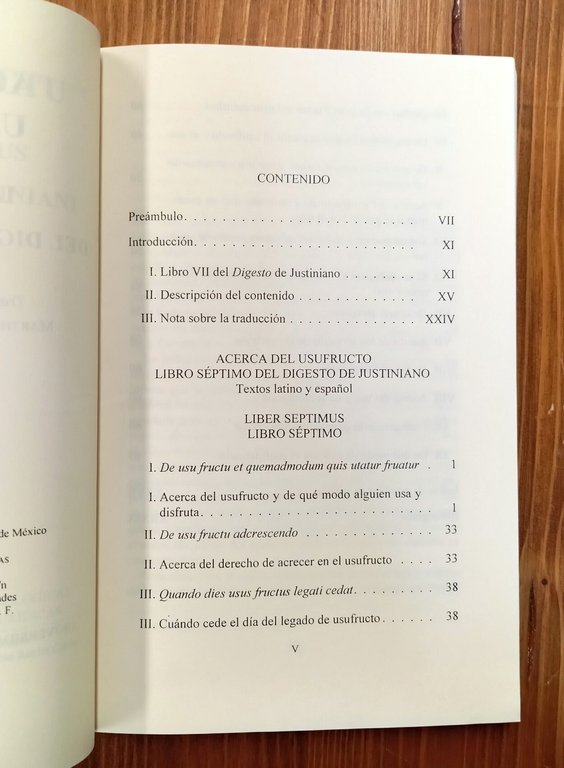 de México
AS
/n
des
. F.
CONTENIDO
Preámbulo. . . . . . . . . . . . . . . . . . . . . . . . . . VII
Introducción. . . . . . . . . . . . . . . . . . . . . . . . . XI
I. Libro VII del Digesto de Justiniano . . . . . . . . XI
II. Descripción del contenido . . . . . . . . . . . . . XV
III. Nota sobre la traducción . . . . . . . . . . . . . XXIV
ACERCA DEL USUFRUCTO
LIBRO SÉPTIMO DEL DIGESTO DE JUSTINIANO
Textos latino y español
LIBER SEPTIMUS
LIBRO SÉPTIMO
I. De usu fructu et quemadmodum quis utatur fruatur . 1
I. Acerca del usufructo y de qué modo alguien usa y
disfruta. . . . . . . . . . . . . . . . . . . . . . . . 1
II. De usu fructu adcrescendo . . . . . . . . . . . . 33
II. Acerca del derecho de acrecer en el usufructo . . . . 33
III. Quando dies usus fructus legati cedat. . . . . . . . . 38
III. Cuándo cede el día del legado de usufructo. . . . . . 38
V